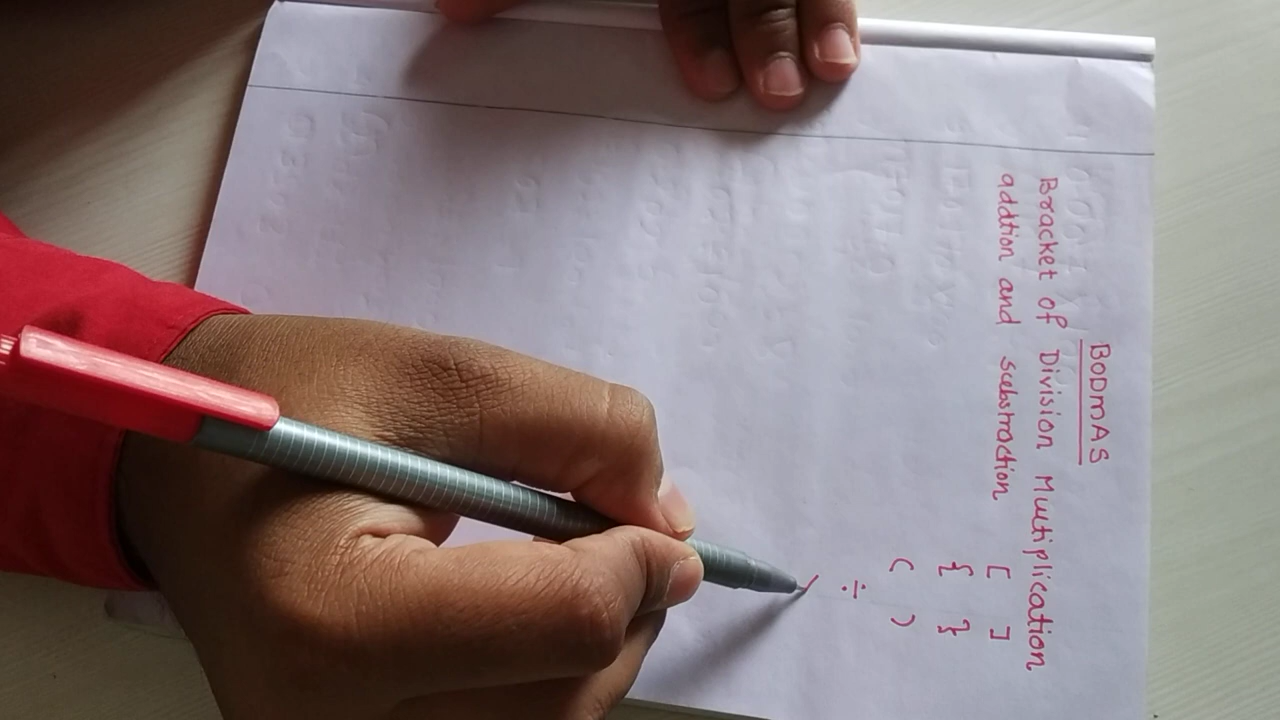 BODMAS
Bracket of Division Multiplication
addtion and substraction
[ ]
{ }
( )
÷